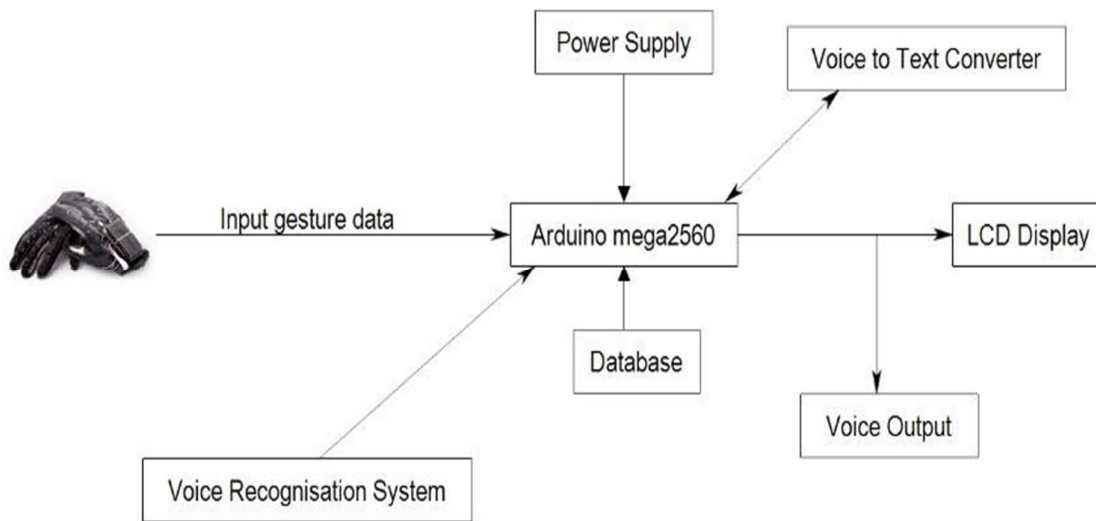 Power Supply
Voice to Text Converter
Input gesture data
Arduino mega2560
LCD Display
Database
Voice Output
Voice Recognisation System